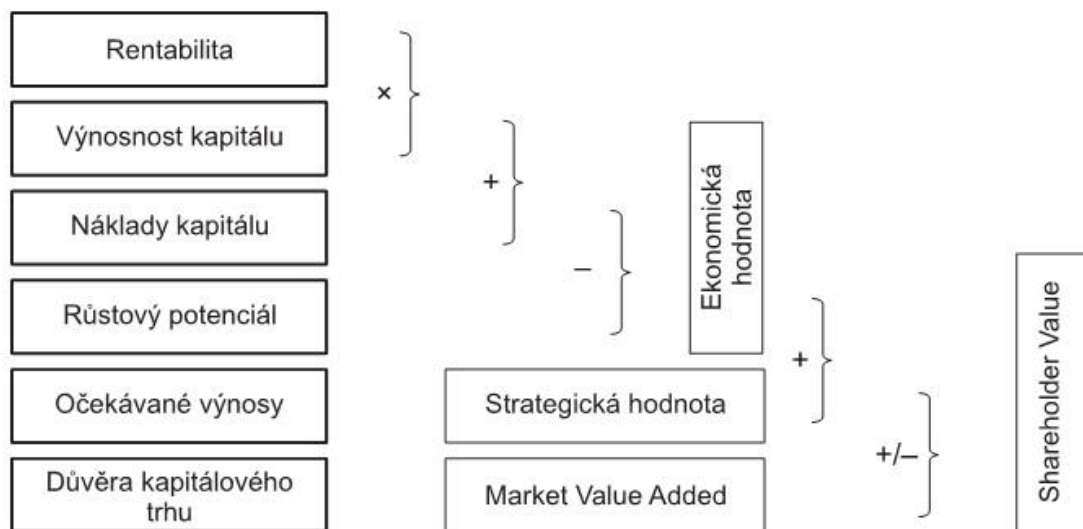 Rentabilita
×
Výnosnost kapitálu
+
Náklady kapitálu
–
Ekonomická
hodnota
Růstový potenciál
+
Očekávané výnosy
Strategická hodnota
+/–
Důvěra kapitálového
trhu
Market Value Added
Shareholder Value